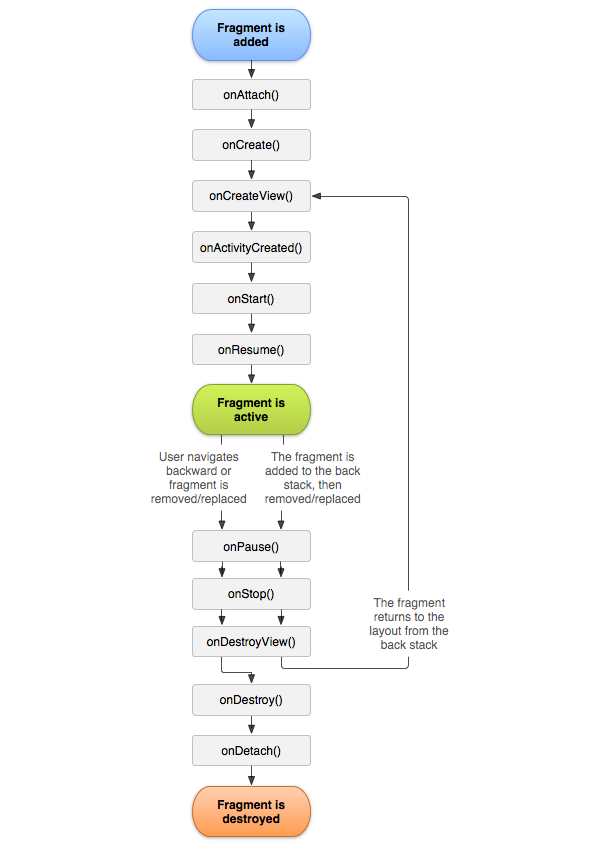 Fragment is
added
onAttach()
onCreate()
onCreateView()
onActivityCreated()
onStart()
onResume()
Fragment is
active
User navigates
backward or
fragment is
removed/replaced
The fragment is
added to the back
stack, then
removed/replaced
onPause()
onStop()
onDestroyView()
The fragment
returns to the
layout from the
back stack
onDestroy()
onDetach()
Fragment is
destroyed